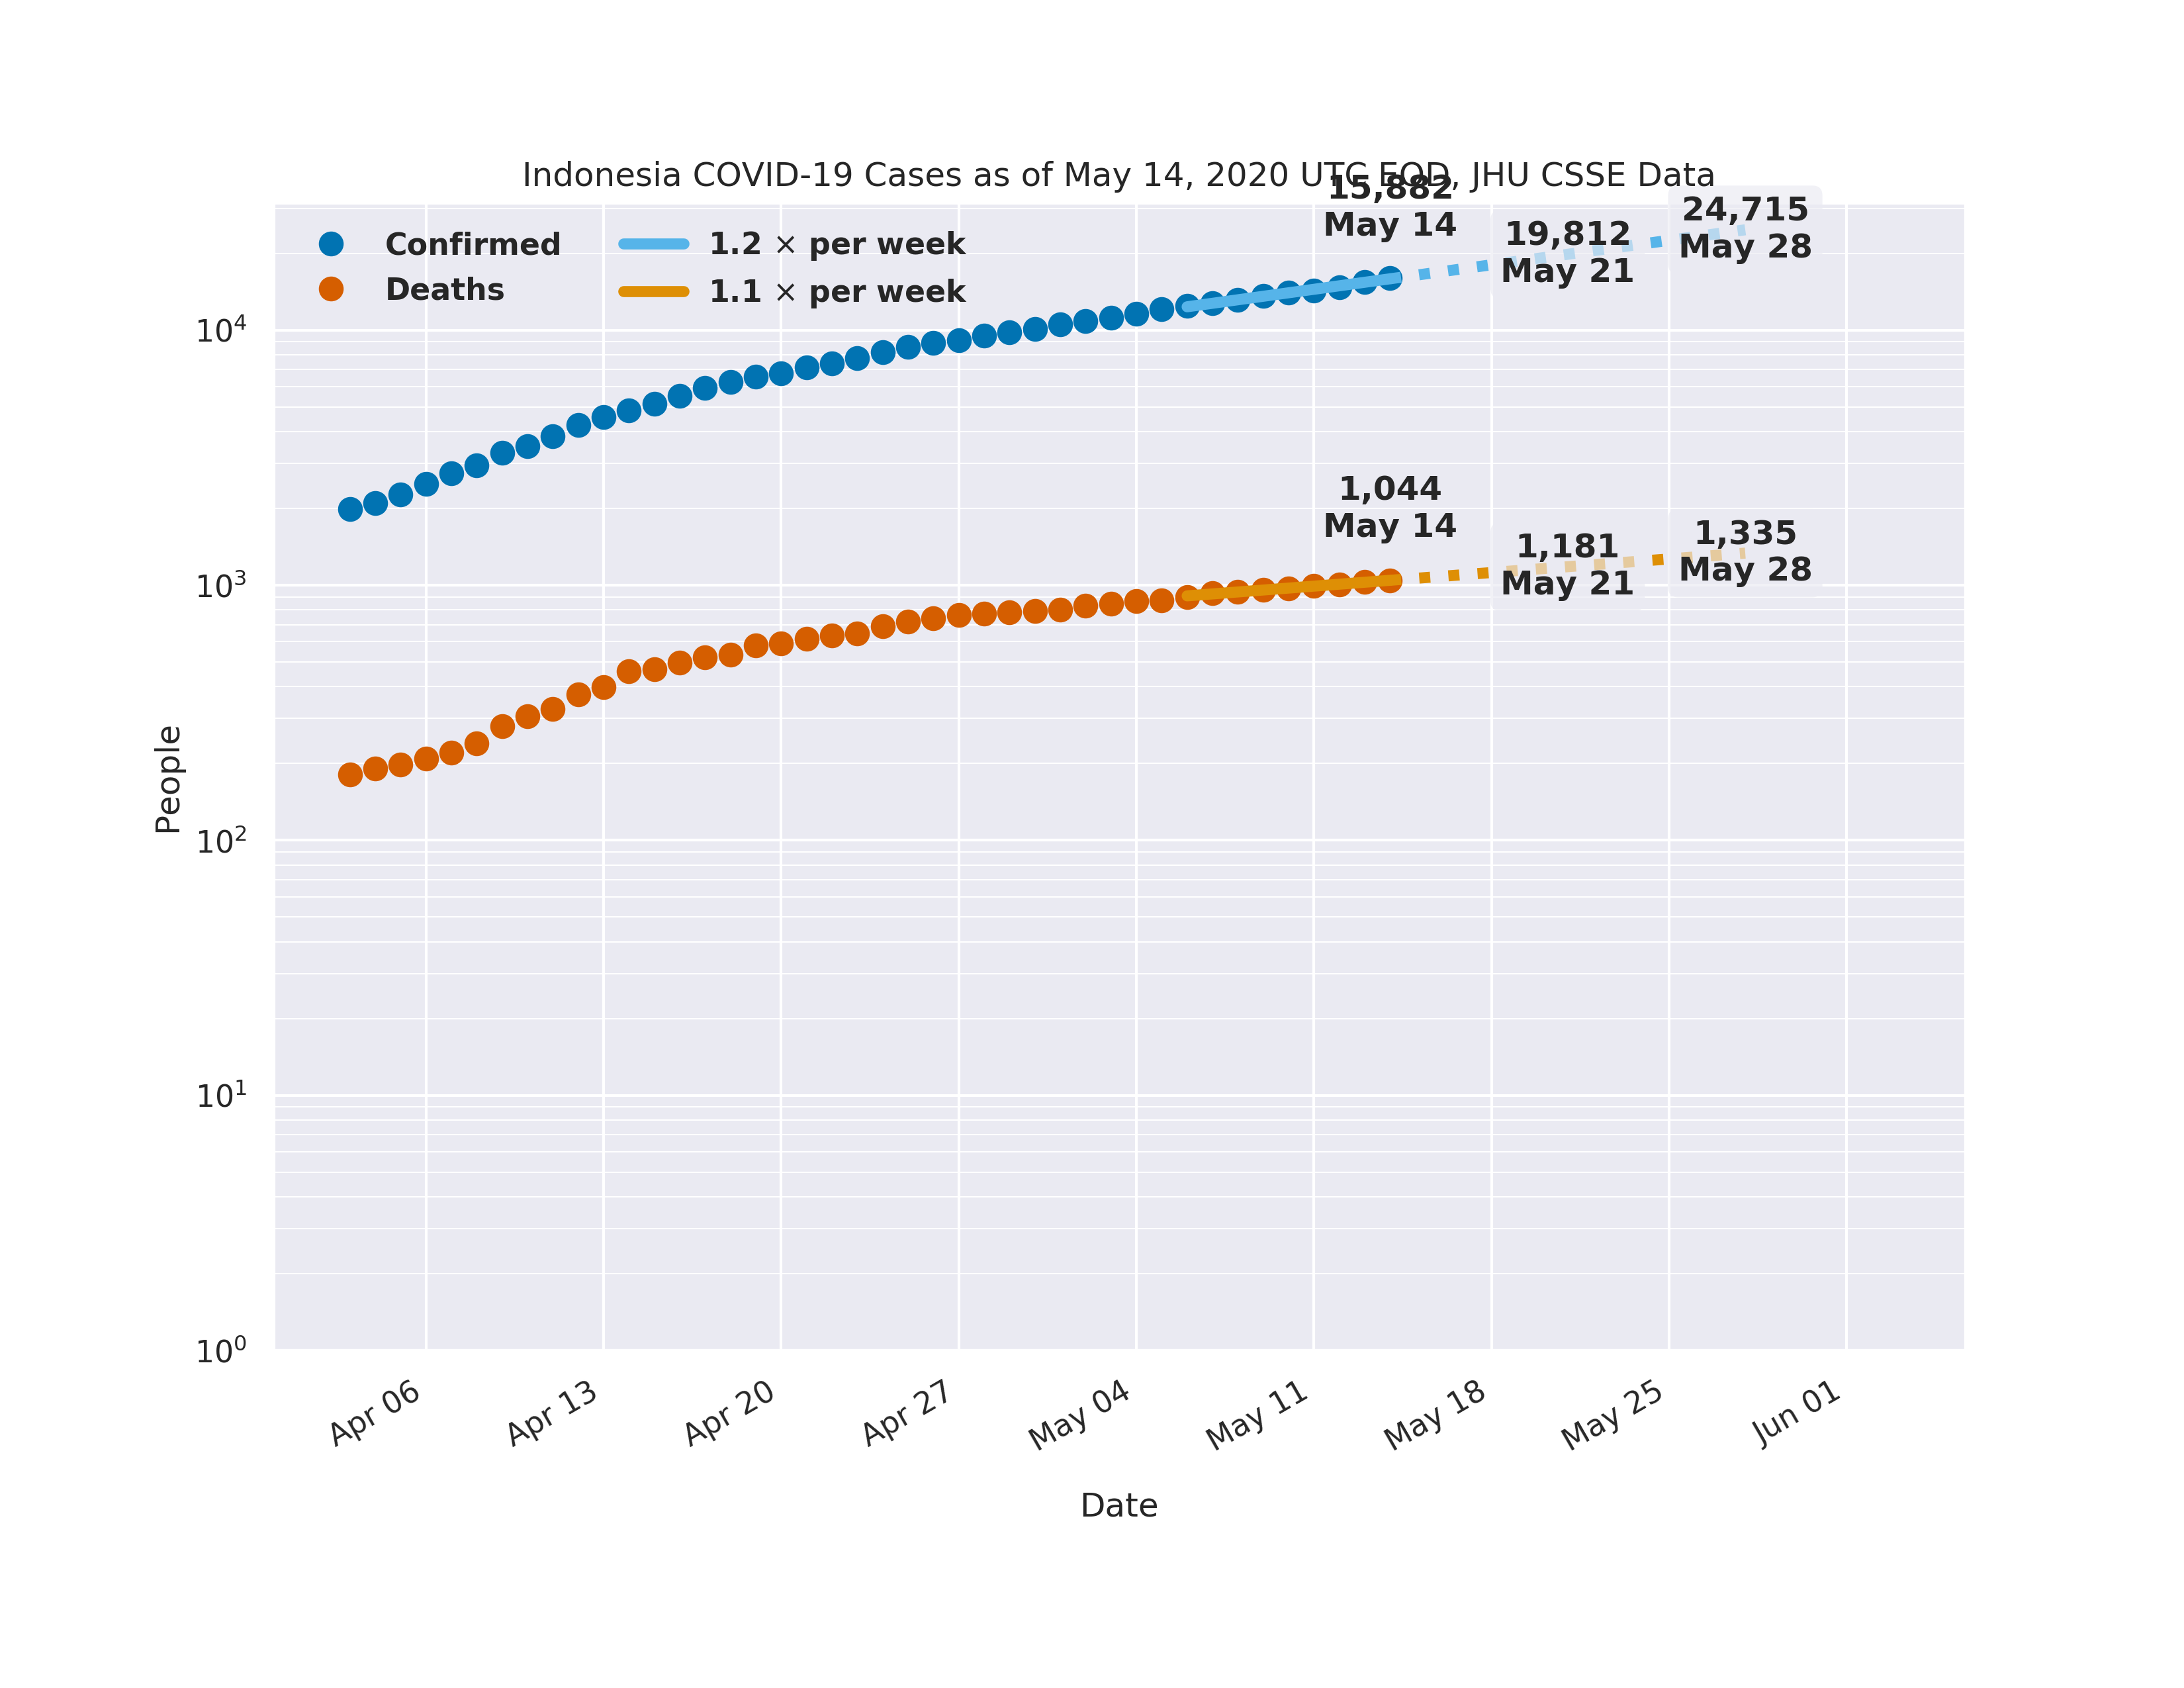 Indonesia COVID-19 Cases as of May 14, 2020 UTC EOD, JHU CSSE Data
Confirmed
Deaths
1.2 × per week
1.1 × per week
15,882
May 14
19,812
May 21
24,715
May 28
1,044
May 14
1,181
May 21
1,335
May 28
People
10⁴
10³
10²
10¹
10⁰
Apr 06
Apr 13
Apr 20
Apr 27
May 04
May 11
May 18
May 25
Jun 01
Date